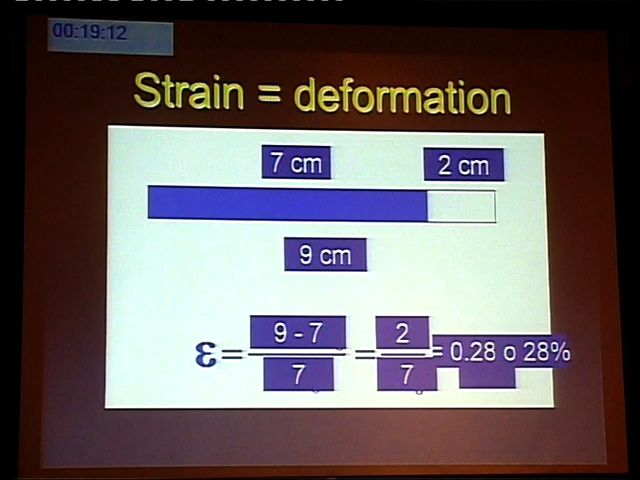 00:19:12
Strain = deformation
7 cm 2 cm
9 cm
ε = 9 - 7 / 7 = 2 / 7 = 0.28 o 28%